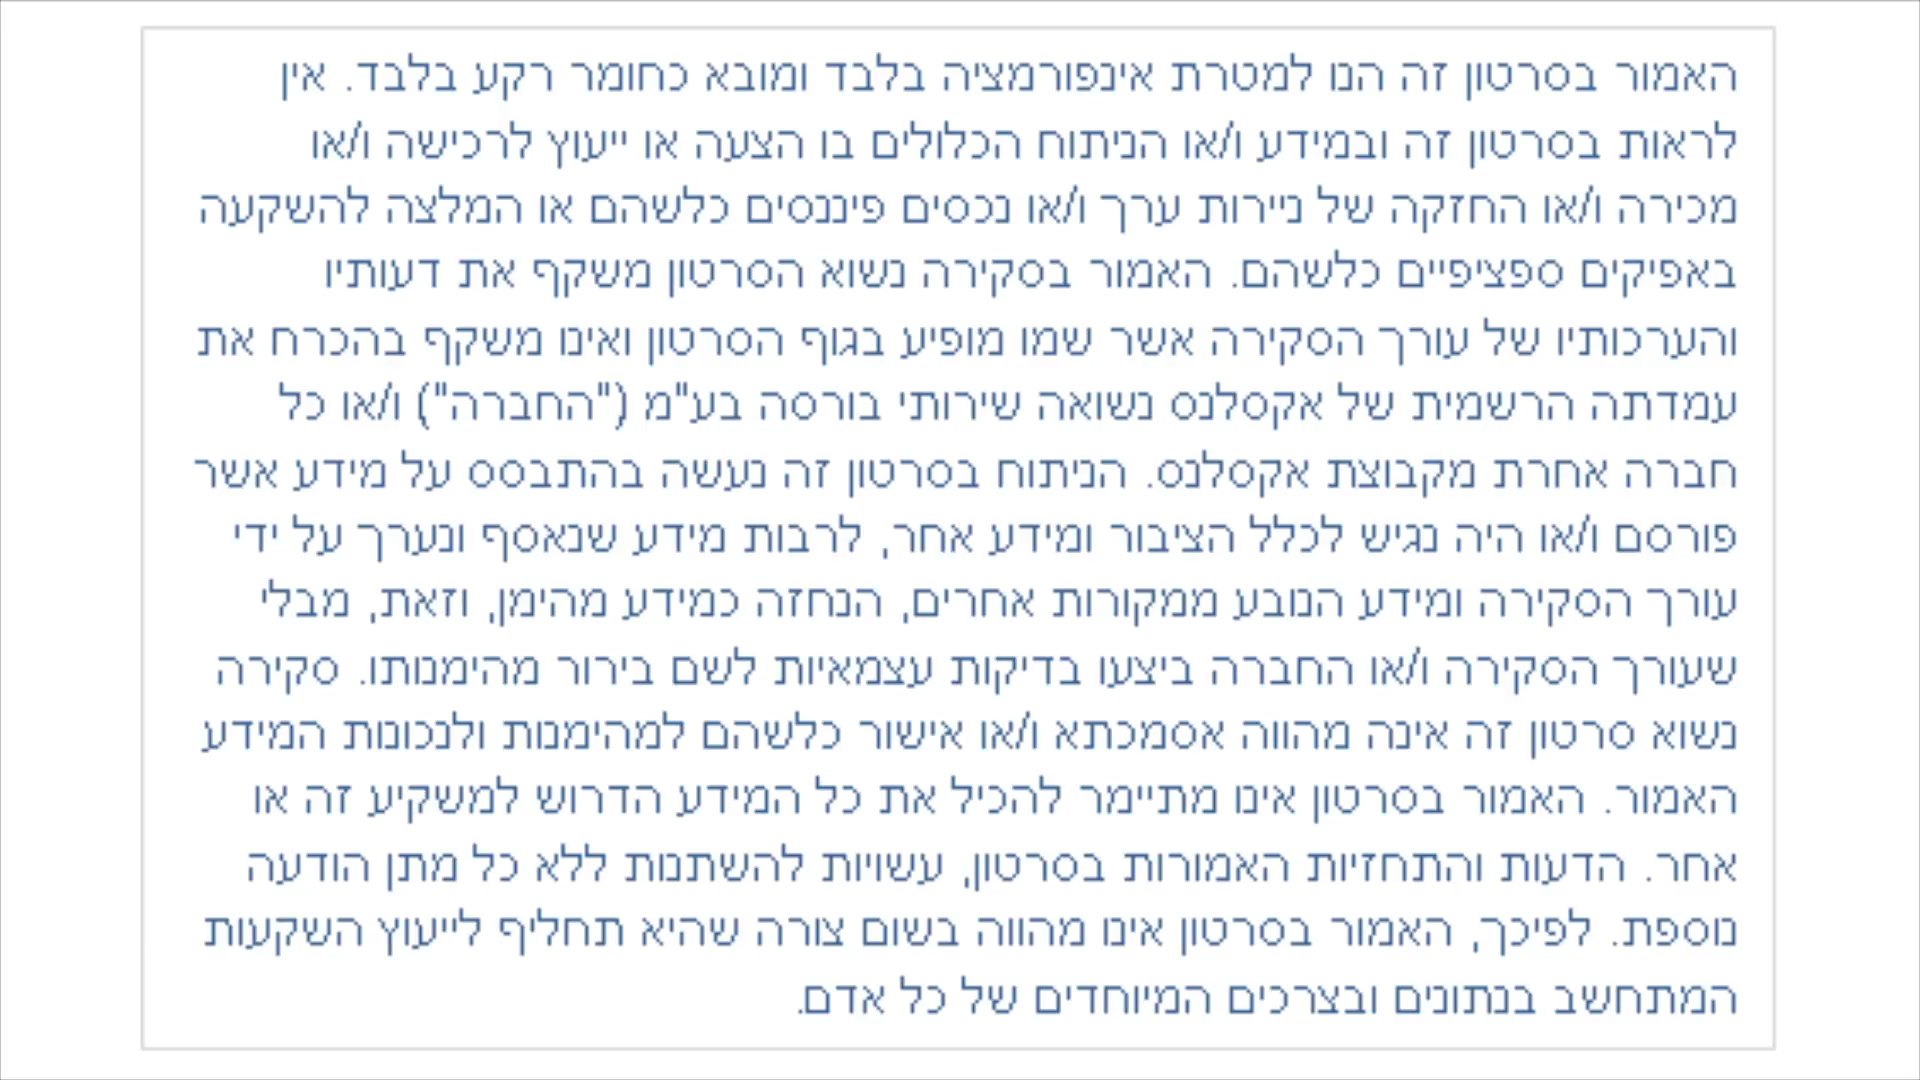 האמור בסרטון זה הנו למטרת אינפורמציה בלבד ומובא כחומר רקע בלבד. אין
לראות בסרטון זה ובמידע ו/או הניתוח הכלולים בו הצעה או ייעוץ לרכישה ו/או
מכירה ו/או החזקה של ניירות ערך ו/או נכסים פיננסים כלשהם או המלצה להשקעה
באפיקים ספציפיים כלשהם. האמור בסקירה נשוא הסרטון משקף את דעותיו
והערכותיו של עורך הסקירה אשר שמו מופיע בגוף הסרטון ואינו משקף בהכרח את
עמדתה הרשמית של אקסלנס נשואה שירותי בורסה בע"מ ("החברה") ו/או כל
חברה אחרת מקבוצת אקסלנס. הניתוח בסרטון זה נעשה בהתבסס על מידע אשר
פורסם ו/או היה נגיש לכלל הציבור ומידע אחר, לרבות מידע שנאסף ונערך על ידי
עורך הסקירה ומידע הנובע ממקורות אחרים, הנחזה כמידע מהימן, וזאת, מבלי
שעורך הסקירה ו/או החברה ביצעו בדיקות עצמאיות לשם בירור מהימנותו. סקירה
נשוא סרטון זה אינה מהווה אסמכתא ו/או אישור כלשהם למהימנות ולנכונות המידע
האמור. האמור בסרטון אינו מתיימר להכיל את כל המידע הדרוש למשקיע זה או
אחר. הדעות והתחזיות האמורות בסרטון, עשויות להשתנות ללא כל מתן הודעה
נוספת. לפיכך, האמור בסרטון אינו מהווה בשום צורה שהיא תחליף לייעוץ השקעות
המתחשב בנתונים ובצרכים המיוחדים של כל אדם.